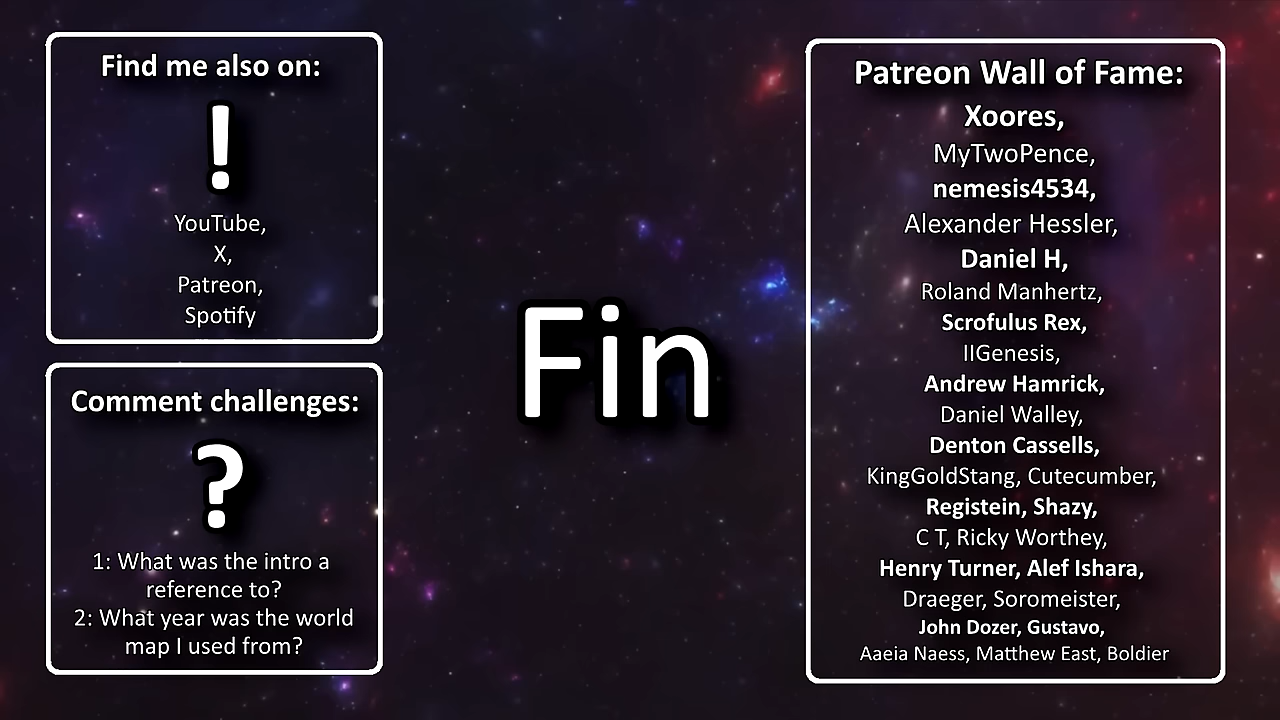 Find me also on:
!
YouTube,
X,
Patreon,
Spotify
Comment challenges:
?
1: What was the intro a
reference to?
2: What year was the world
map I used from?
Fin
Patreon Wall of Fame:
Xoores,
MyTwoPence,
nemesis4534,
Alexander Hessler,
Daniel H,
Roland Manhertz,
Scrofulus Rex,
IIGenesis,
Andrew Hamrick,
Daniel Walley,
Denton Cassells,
KingGoldStang, Cutecumber,
Registein, Shazy,
C T, Ricky Worthey,
Henry Turner, Alef Ishara,
Draeger, Soromeister,
John Dozer, Gustavo,
Aaeia Naess, Matthew East, Boldier